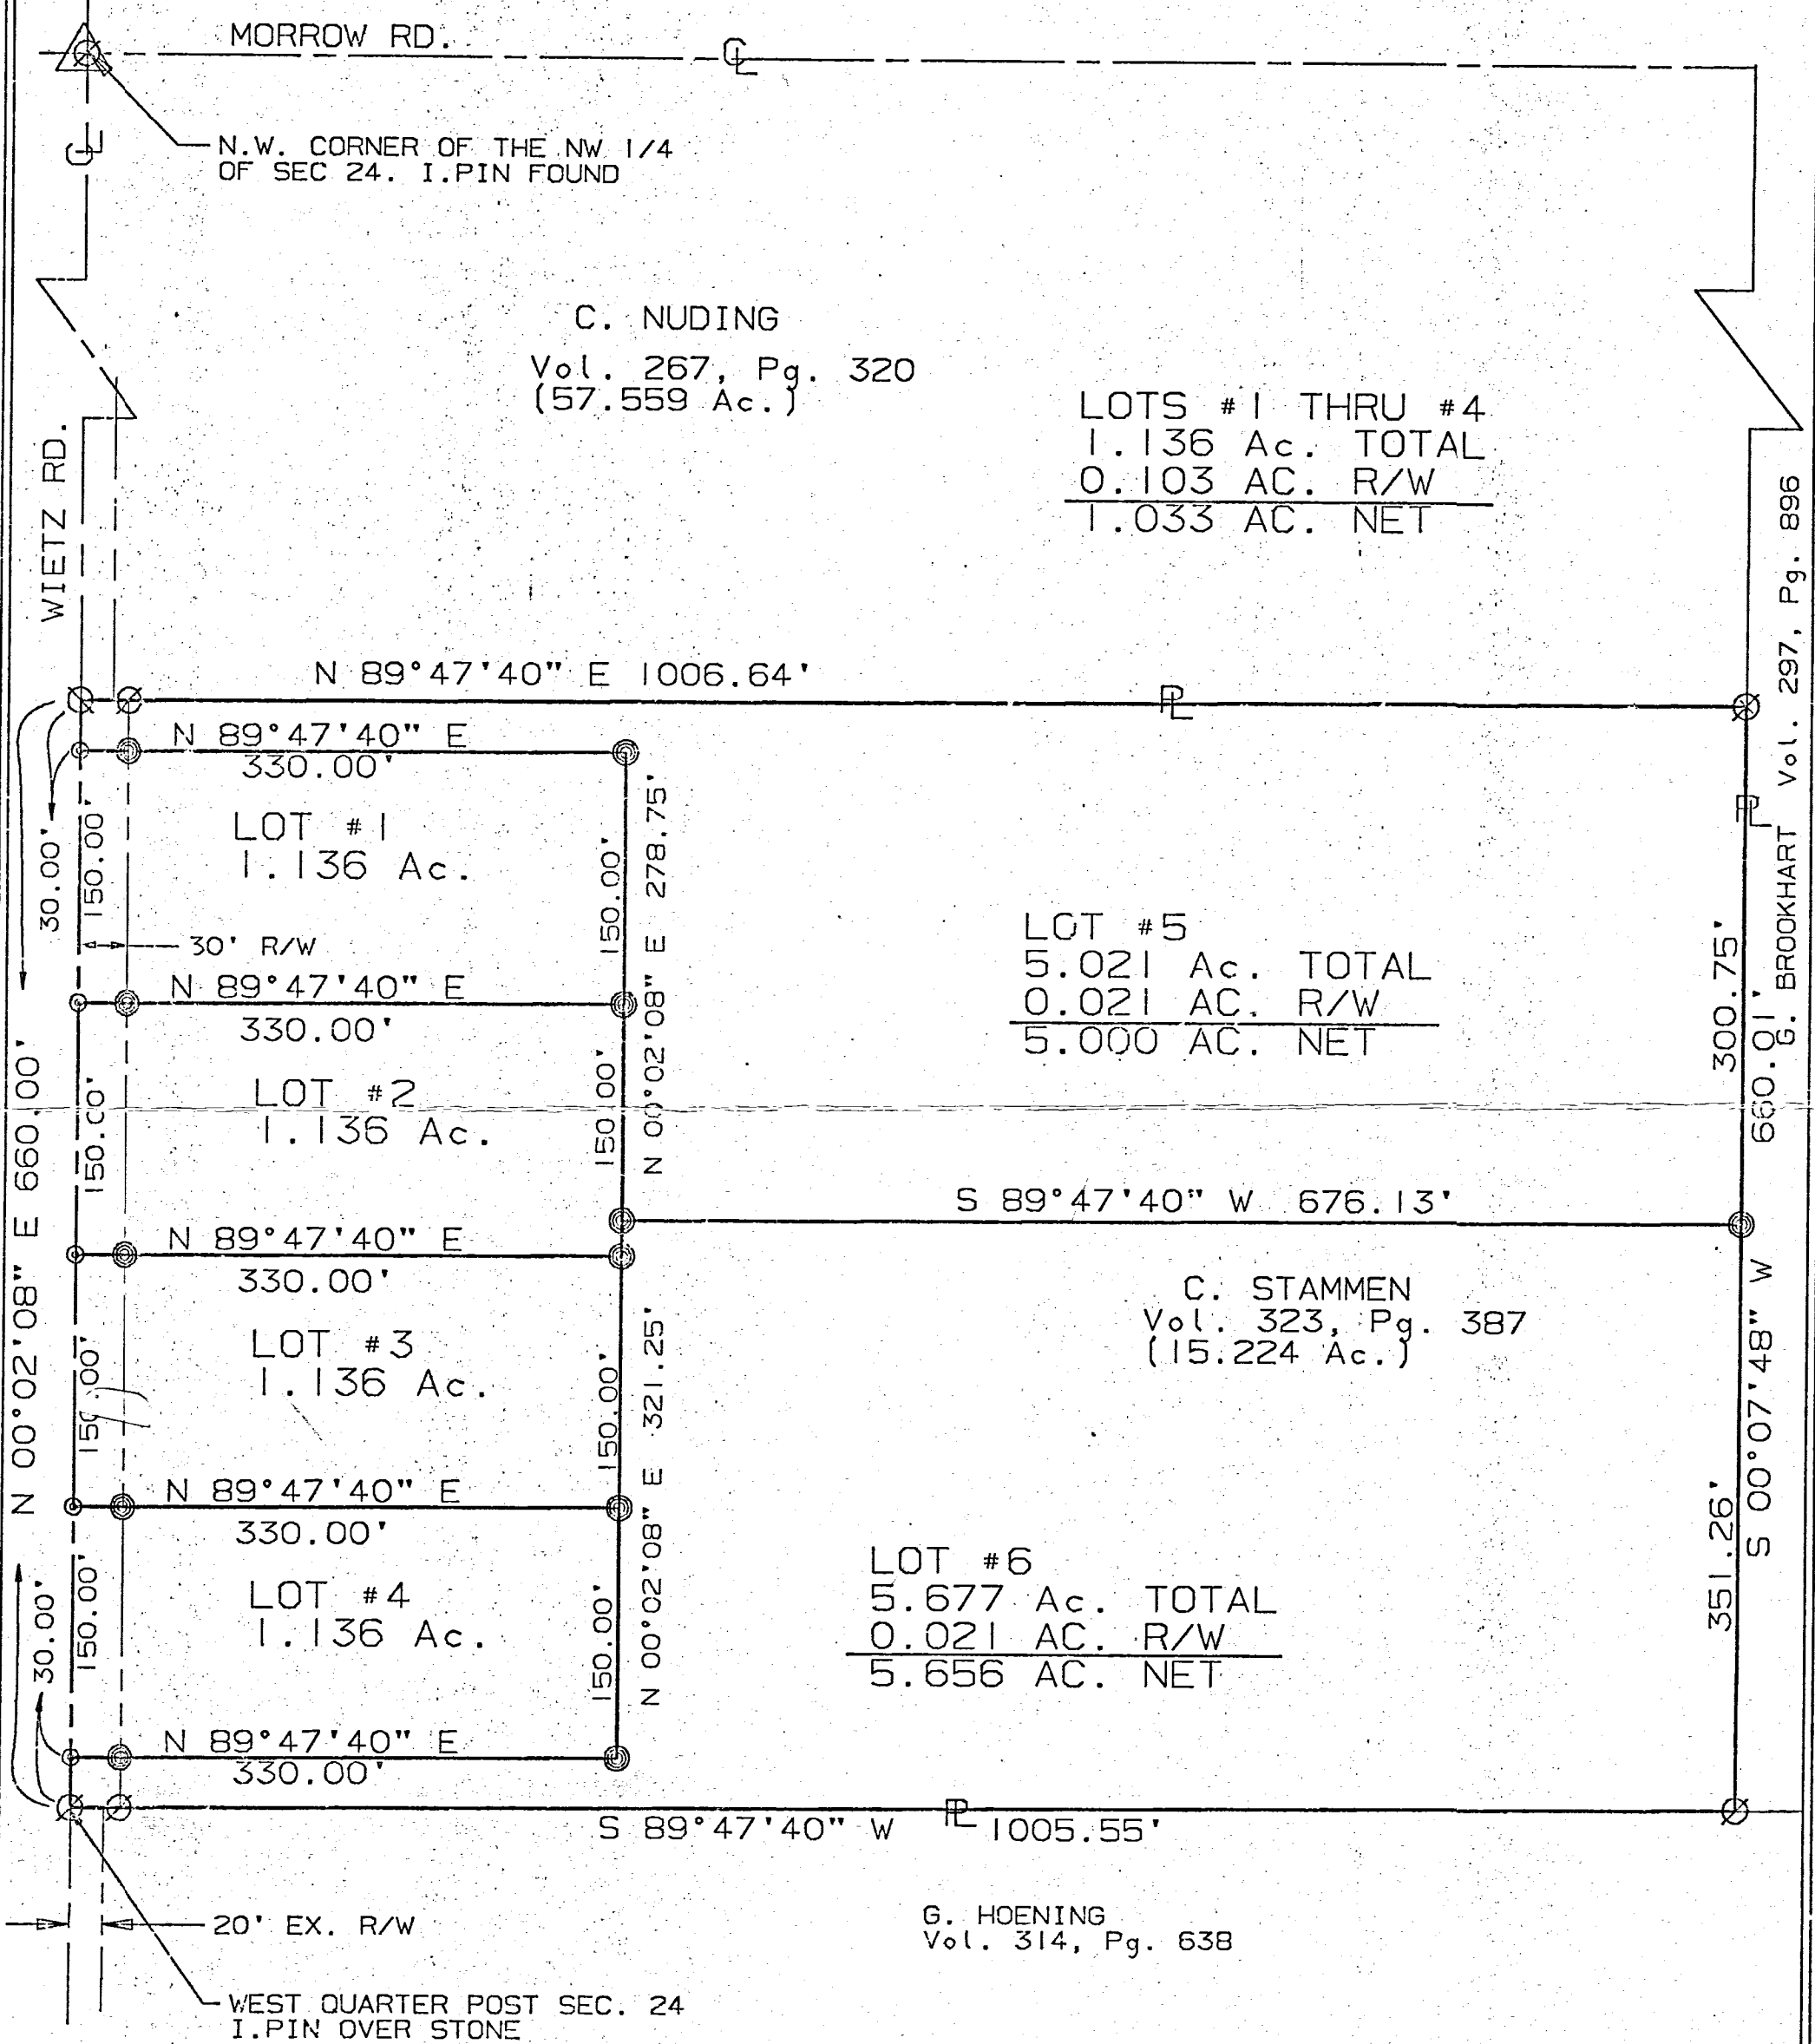 MORROW RD.
CL
CL
N.W. CORNER OF THE NW 1/4
OF SEC 24. I.PIN FOUND
C. NUDING
Vol. 267, Pg. 320
(57.559 Ac.)
LOTS #1 THRU #4
1.136 Ac. TOTAL
0.103 AC. R/W
1.033 AC. NET
WIETZ RD.
G. BROOKHART Vol. 297, Pg. 896
N 89°47'40" E 1006.64'
PL
N 89°47'40" E
330.00'
LOT #1
1.136 Ac.
30.00'
150.00'
150.00'
N 00°02'08" E 278.75'
PL
30' R/W
N 89°47'40" E
330.00'
LOT #5
5.021 Ac. TOTAL
0.021 AC. R/W
5.000 AC. NET
300.75'
660.01'
N 00°02'08" E 660.00'
LOT #2
1.136 Ac.
150.00'
150.00'
S 89°47'40" W 676.13'
N 89°47'40" E
330.00'
C. STAMMEN
Vol. 323, Pg. 387
(15.224 Ac.)
LOT #3
1.136 Ac.
150.00'
150.00'
N 00°02'08" E 321.25'
S 00°07'48" W
351.26'
N 89°47'40" E
330.00'
LOT #4
1.136 Ac.
30.00'
150.00'
150.00'
LOT #6
5.677 Ac. TOTAL
0.021 AC. R/W
5.656 AC. NET
N 89°47'40" E
330.00'
S 89°47'40" W PL 1005.55'
20' EX. R/W
G. HOENING
Vol. 314, Pg. 638
WEST QUARTER POST SEC. 24
I.PIN OVER STONE